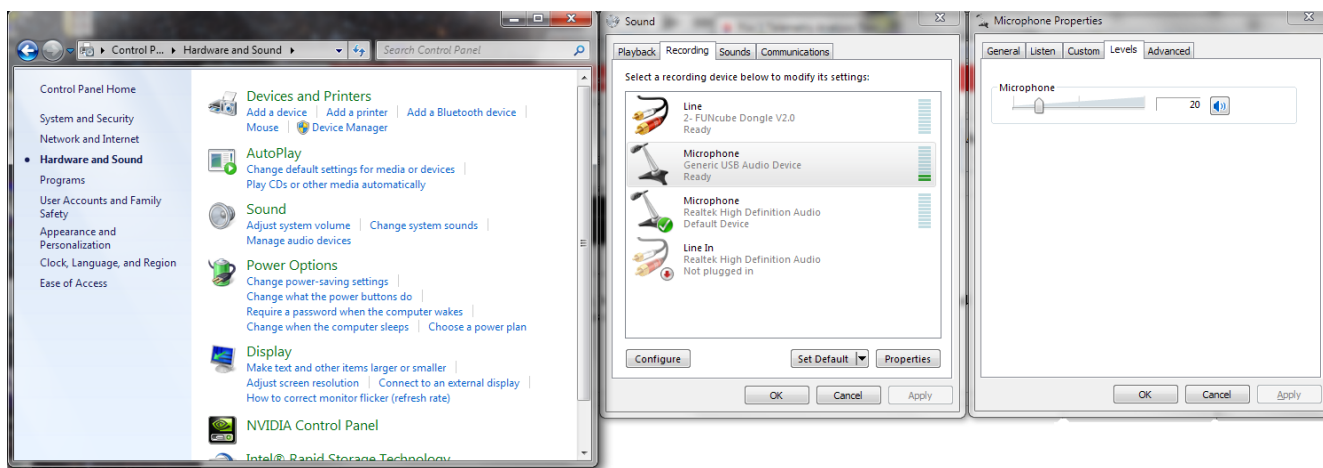 Control P... Hardware and Sound Search Control Panel
Control Panel Home
System and Security
Network and Internet
Hardware and Sound
Programs
User Accounts and Family
Safety
Appearance and
Personalization
Clock, Language, and Region
Ease of Access
Devices and Printers
Add a device Add a printer Add a Bluetooth device
Mouse Device Manager
AutoPlay
Change default settings for media or devices
Play CDs or other media automatically
Sound
Adjust system volume Change system sounds
Manage audio devices
Power Options
Change power-saving settings
Change what the power buttons do
Require a password when the computer wakes
Change when the computer sleeps Choose a power plan
Display
Make text and other items larger or smaller
Adjust screen resolution Connect to an external display
How to correct monitor flicker (refresh rate)
NVIDIA Control Panel
Intel® Rapid Storage Technology
Sound
Playback Recording Sounds Communications
Select a recording device below to modify its settings:
Line
2- FUNcube Dongle V2.0
Ready
Microphone
Generic USB Audio Device
Ready
Microphone
Realtek High Definition Audio
Default Device
Line In
Realtek High Definition Audio
Not plugged in
Configure Set Default Properties
OK Cancel Apply
Microphone Properties
General Listen Custom Levels Advanced
Microphone
20
OK Cancel Apply